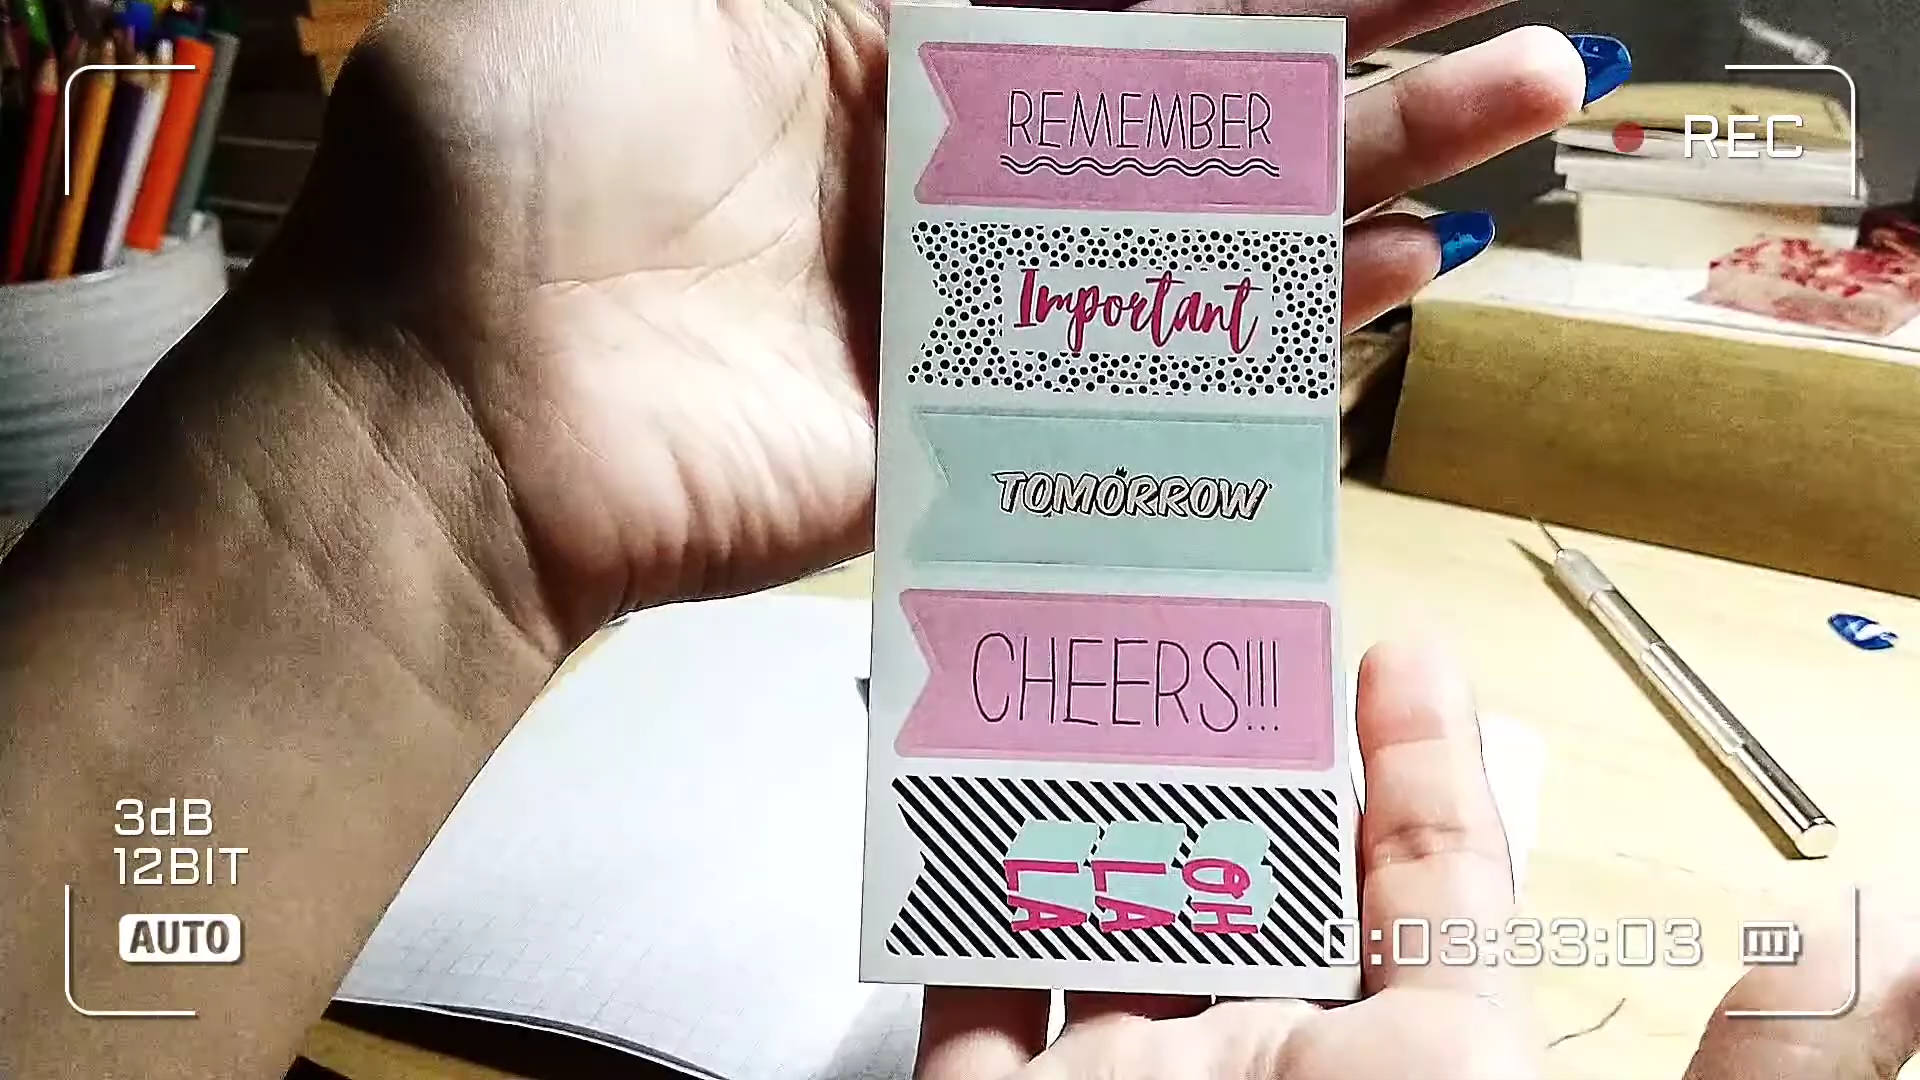 REC
REMEMBER
Important
TOMORROW
CHEERS!!!
OH
LA
LA
3dB
12BIT
AUTO
0:03:33:03